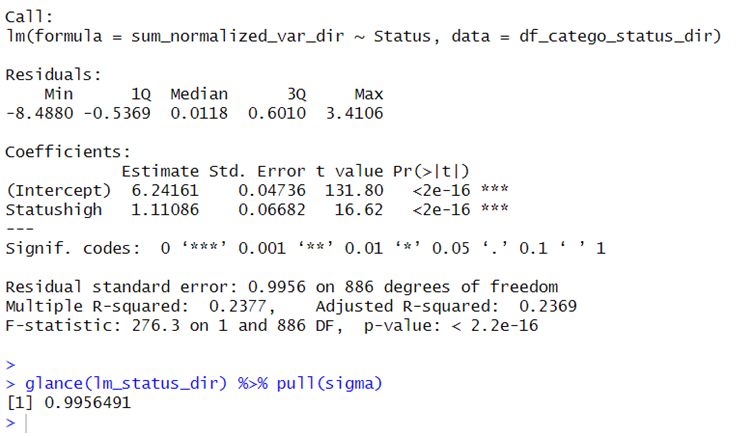 Call:
lm(formula = sum_normalized_var_dir ~ Status, data = df_catego_status_dir)
Residuals:
Min 1Q Median 3Q Max
-8.4880 -0.5369 0.0118 0.6010 3.4106
Coefficients:
Estimate Std. Error t value Pr(>|t|)
(Intercept) 6.24161 0.04736 131.80 <2e-16 ***
Statushigh 1.11086 0.06682 16.62 <2e-16 ***
---
Signif. codes: 0 ‘***’ 0.001 ‘**’ 0.01 ‘*’ 0.05 ‘.’ 0.1 ‘ ’ 1
Residual standard error: 0.9956 on 886 degrees of freedom
Multiple R-squared: 0.2377, Adjusted R-squared: 0.2369
F-statistic: 276.3 on 1 and 886 DF, p-value: < 2.2e-16
>
> glance(lm_status_dir) %>% pull(sigma)
[1] 0.9956491
>